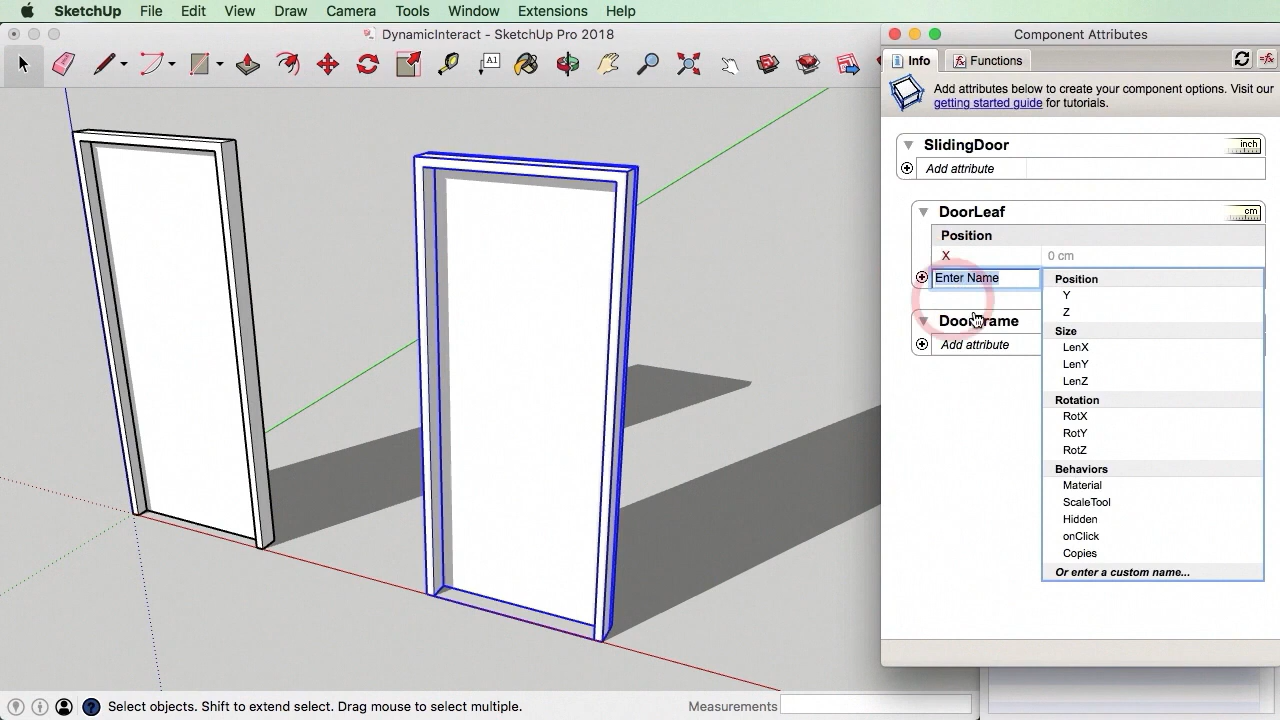 SketchUp File Edit View Draw Camera Tools Window Extensions Help
DynamicInteract - SketchUp Pro 2018
A1
Component Attributes
Info Functions
Add attributes below to create your component options. Visit our
getting started guide for tutorials.
SlidingDoor inch
Add attribute
DoorLeaf cm
Position
X 0 cm
Enter Name
Position
Y
Z
Size
LenX
LenY
LenZ
Rotation
RotX
RotY
RotZ
Behaviors
Material
ScaleTool
Hidden
onClick
Copies
Or enter a custom name...
DoorFrame
Add attribute
Select objects. Shift to extend select. Drag mouse to select multiple.
Measurements